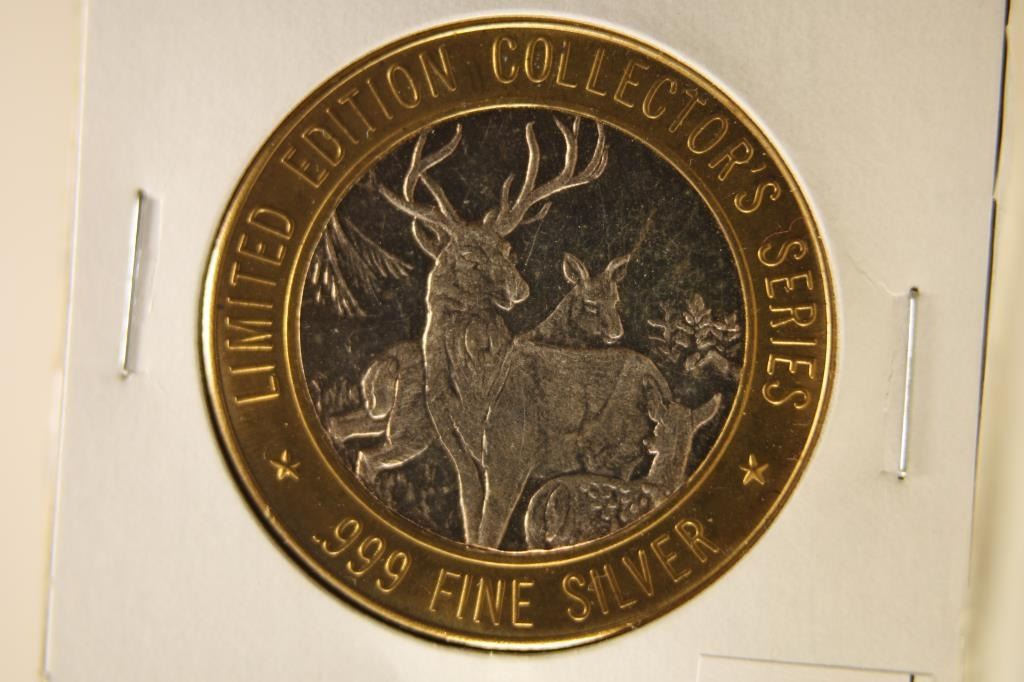 LIMITED EDITION COLLECTOR'S SERIES
.999 FINE SILVER